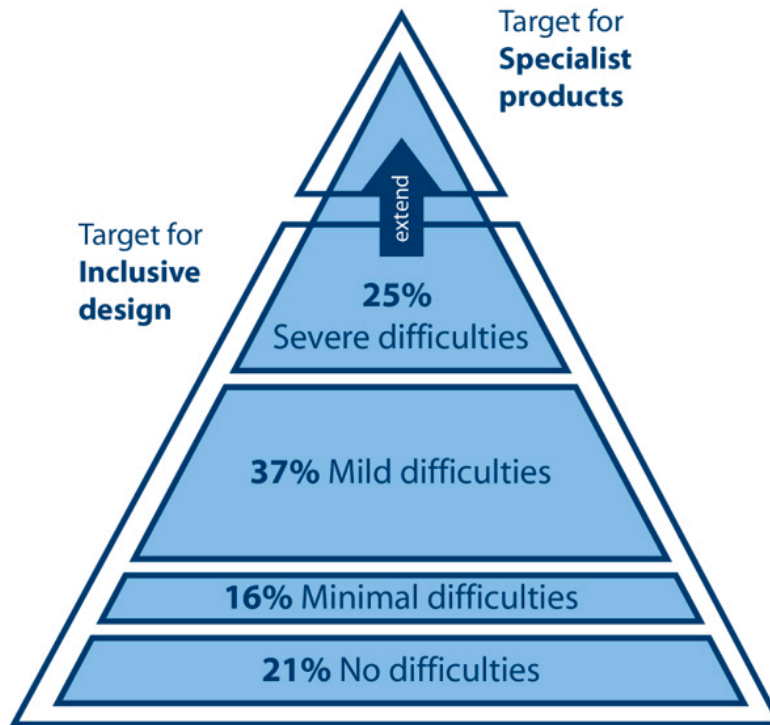 Target for
Specialist
products
extend
Target for
Inclusive
design
25%
Severe difficulties
37% Mild difficulties
16% Minimal difficulties
21% No difficulties